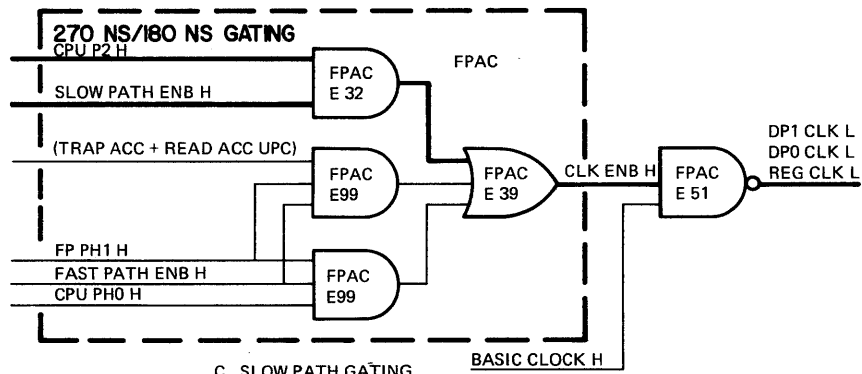 270 NS/180 NS GATING
CPU P2 H
FPAC
E 32
FPAC
SLOW PATH ENB H
(TRAP ACC + READ ACC UPC)
FPAC
E99
FPAC
E 39
CLK ENB H
FPAC
E 51
DP1 CLK L
DP0 CLK L
REG CLK L
FP PH1 H
FAST PATH ENB H
CPU PH0 H
FPAC
E99
C. SLOW PATH GATING
BASIC CLOCK H